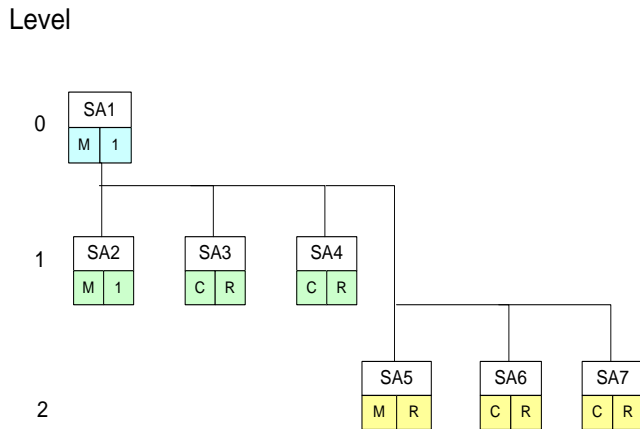 Level
SA1
0
M 1
SA2 SA3 SA4
1
M 1 C R C R
SA5 SA6 SA7
2
M R C R C R